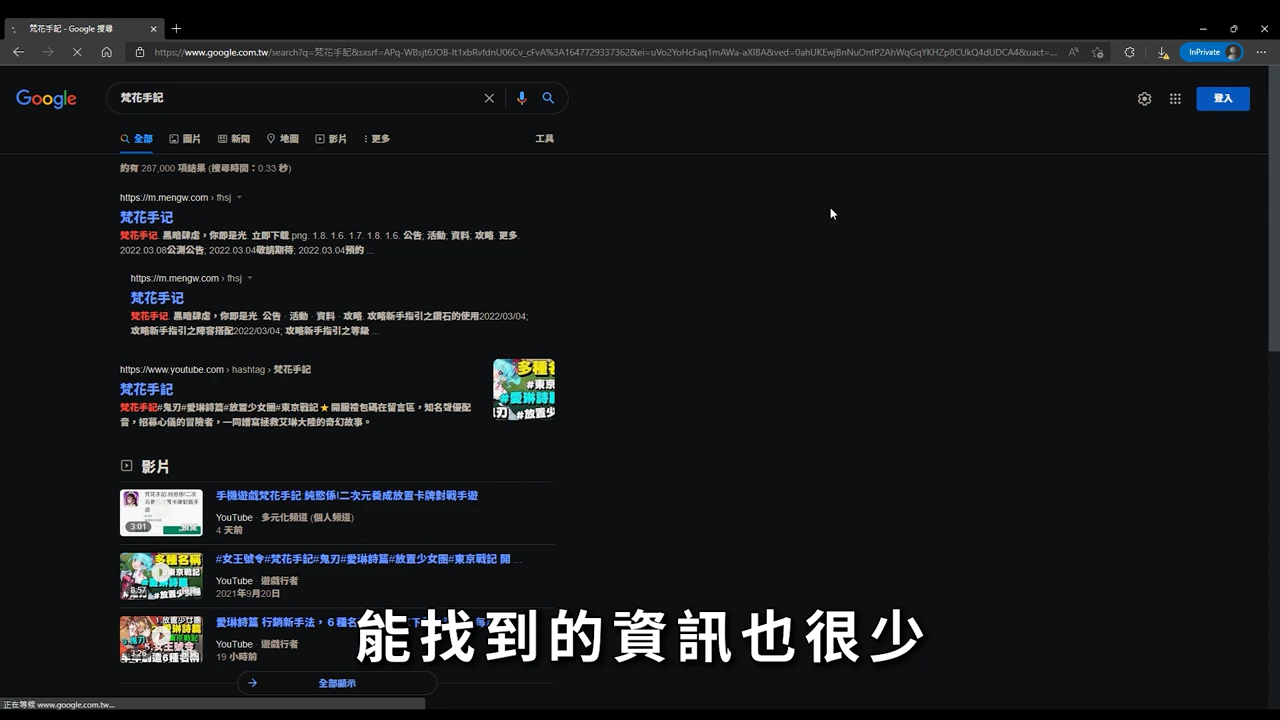 梵花手記 - Google 搜尋
https://www.google.com.tw/search?q=梵花手記&sxsrf=APq-WBsjt6JOB-It1xbRvfdnU06Cv_cFvA%3A1647729337362&ei=uVo2YoHcFaq1mAWa-aXIBA&ved=0ahUKEwjBnNuOntP2AhWqGqYKHZp8CUkQ4dUDCA4&uact=...
InPrivate
Google
梵花手記
登入
全部 圖片 新聞 地圖 影片 更多 工具
約有 287,000 項結果 (搜尋時間：0.33 秒)
https://m.mengw.com › fhsj
梵花手记
梵花手记. 黑暗肆虐，你即是光. 立即下載.png. 1.8. 1.6. 1.7. 1.8. 1.6. 公告; 活動; 資料; 攻略. 更多.
2022.03.08公測公告; 2022.03.04敬請期待; 2022.03.04預約 ...
https://m.mengw.com › fhsj
梵花手记
梵花手记. 黑暗肆虐，你即是光. 公告 · 活動 · 資料 · 攻略. 攻略新手指引之鑽石的使用2022/03/04;
攻略新手指引之陣容搭配2022/03/04; 攻略新手指引之等級 ...
https://www.youtube.com › hashtag › 梵花手記
梵花手記
梵花手記#鬼刃#愛琳詩篇#放置少女團#東京戰記⭐開服禮包碼在留言區，知名聲優配
音，招募心儀的冒險者，一同譜寫拯救艾琳大陸的奇幻故事。
影片
手機遊戲梵花手記 純慾係!二次元養成放置卡牌對戰手遊
YouTube · 多元化頻道 (個人頻道)
4 天前
3:01
#女王號令#梵花手記#鬼刃#愛琳詩篇#放置少女團#東京戰記 開 ...
YouTube · 遊戲行者
2021年9月20日
8:57
愛琳詩篇 行銷新手法，6種名
YouTube · 遊戲行者
19 小時前
3:26
能找到的資訊也很少
全部顯示
正在等候 www.google.com.tw...